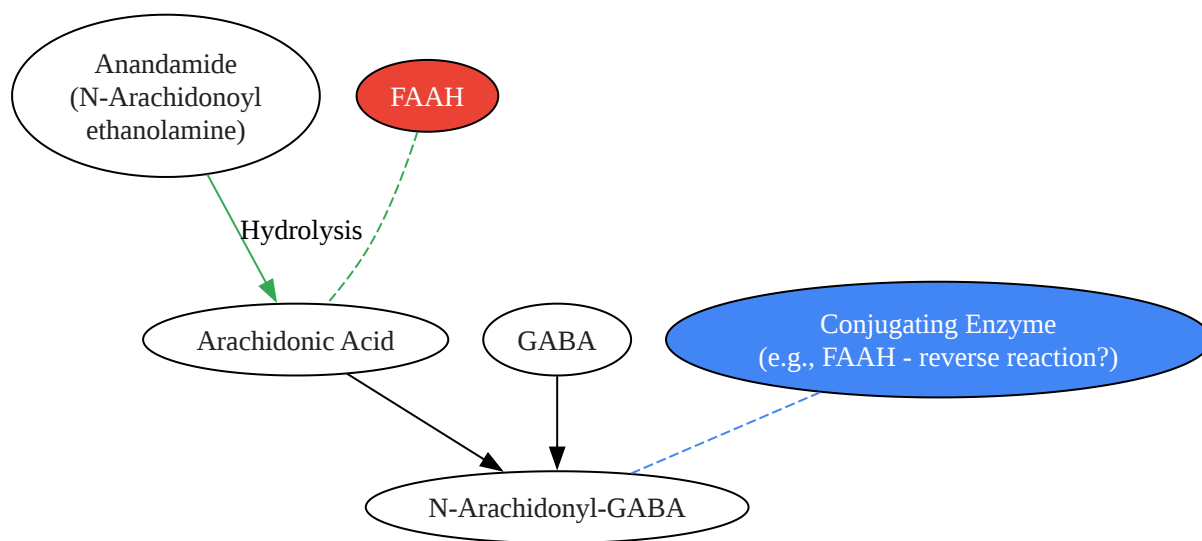 Anandamide
(N-Arachidonoyl
ethanolamine)
FAAH
Hydrolysis
Arachidonic Acid
GABA
Conjugating Enzyme
(e.g., FAAH - reverse reaction?)
N-Arachidonyl-GABA